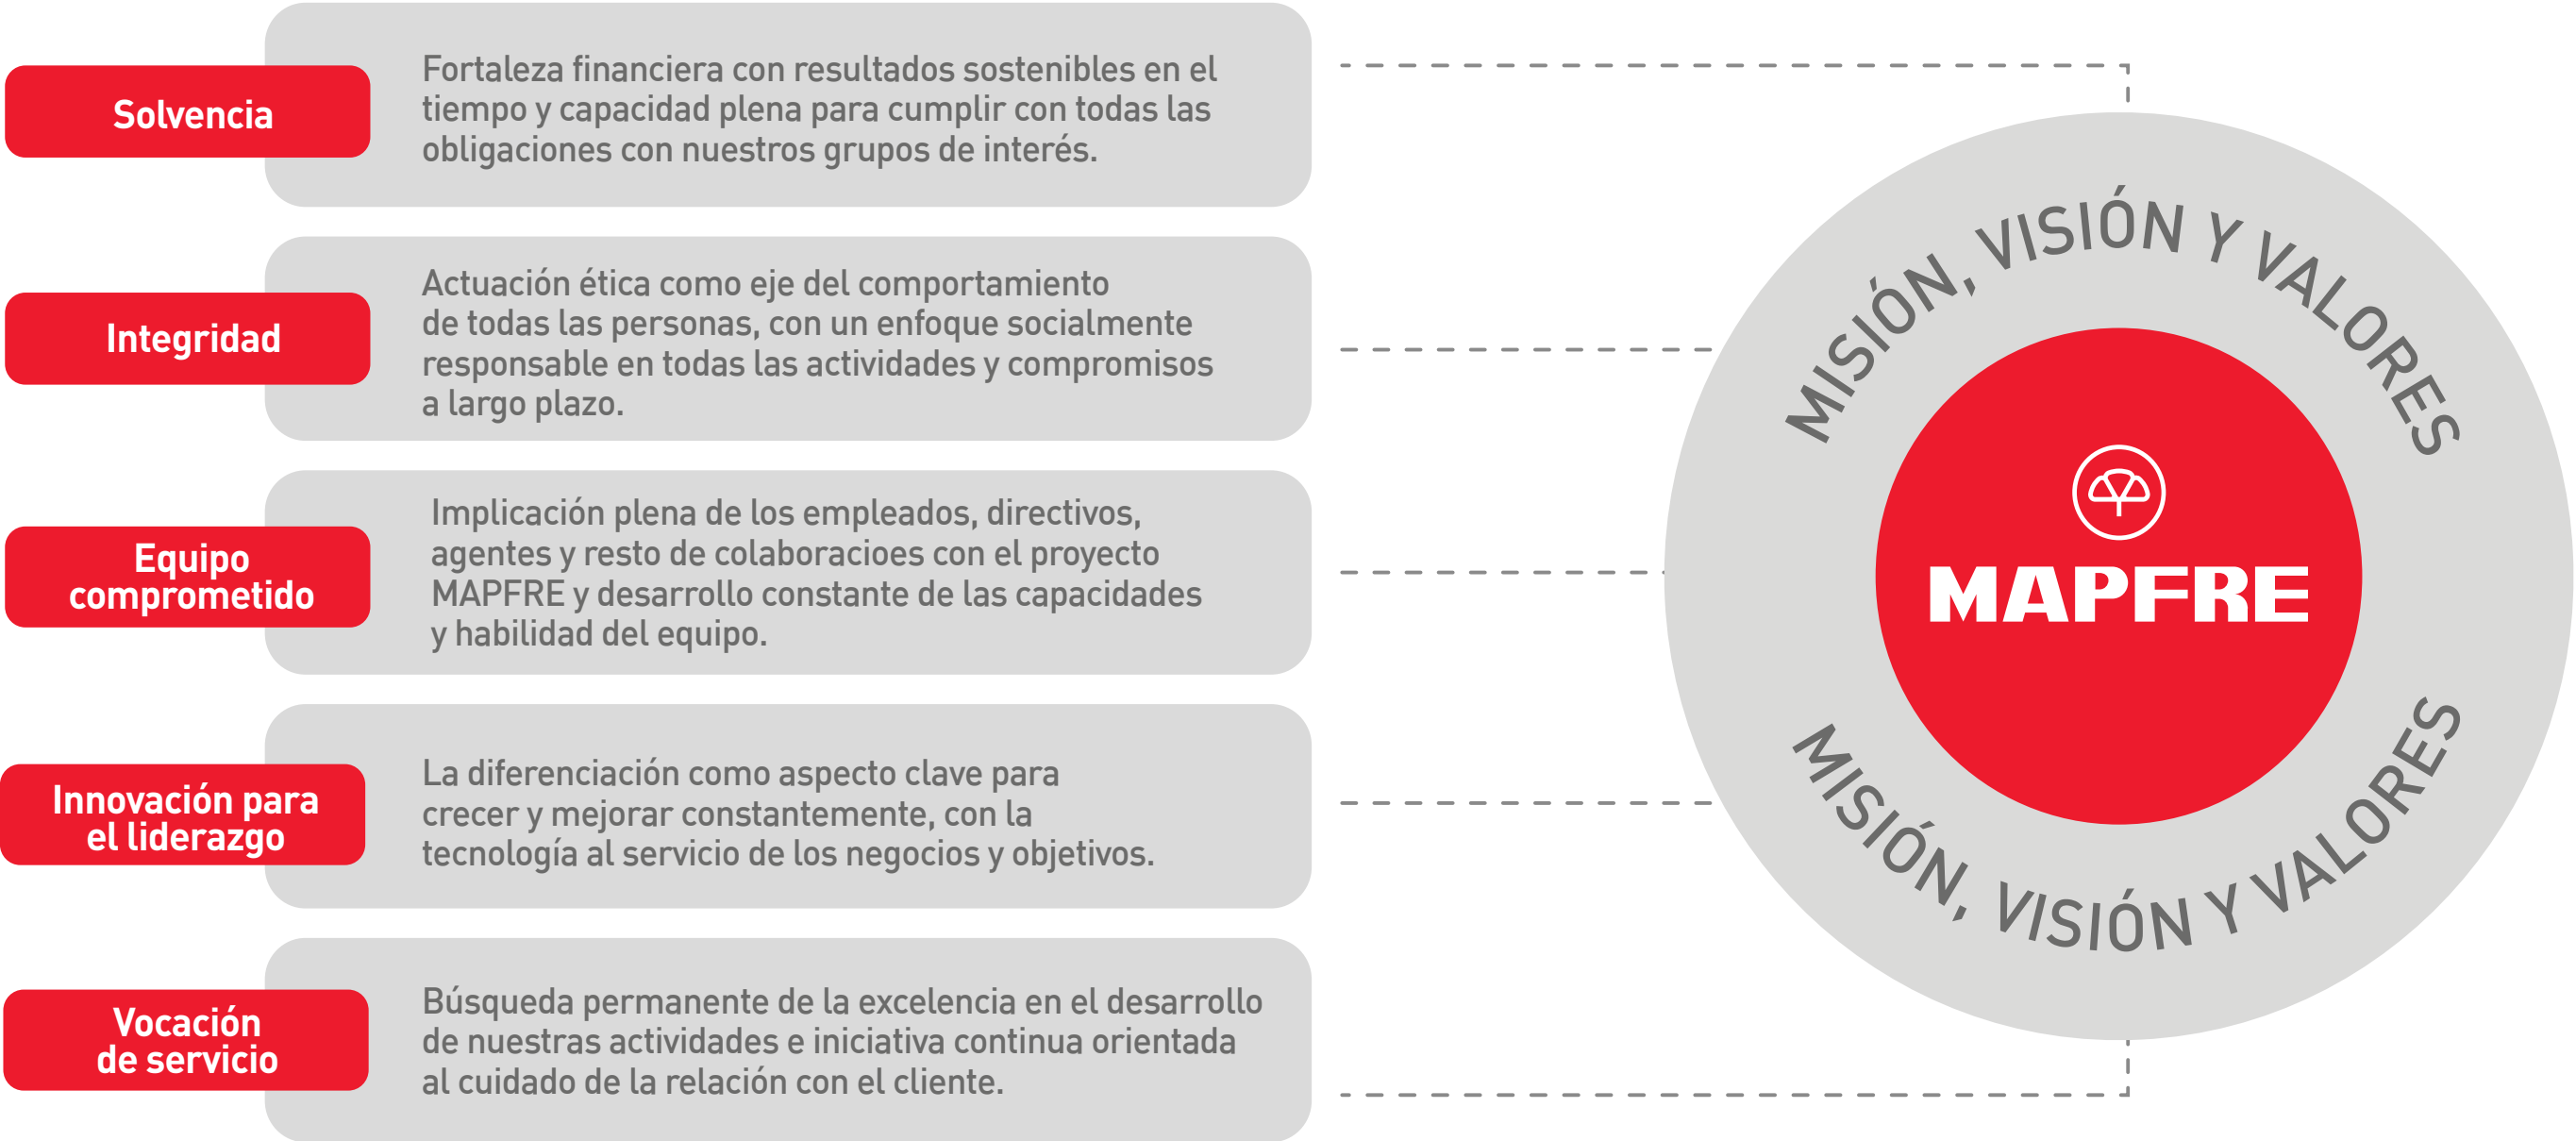 Solvencia
Fortaleza financiera con resultados sostenibles en el
tiempo y capacidad plena para cumplir con todas las
obligaciones con nuestros grupos de interés.
Integridad
Actuación ética como eje del comportamiento
de todas las personas, con un enfoque socialmente
responsable en todas las actividades y compromisos
a largo plazo.
Equipo
comprometido
Implicación plena de los empleados, directivos,
agentes y resto de colaboracioes con el proyecto
MAPFRE y desarrollo constante de las capacidades
y habilidad del equipo.
Innovación para
el liderazgo
La diferenciación como aspecto clave para
crecer y mejorar constantemente, con la
tecnología al servicio de los negocios y objetivos.
Vocación
de servicio
Búsqueda permanente de la excelencia en el desarrollo
de nuestras actividades e iniciativa continua orientada
al cuidado de la relación con el cliente.
MISIÓN, VISIÓN Y VALORES
MAPFRE
MISIÓN, VISIÓN Y VALORES